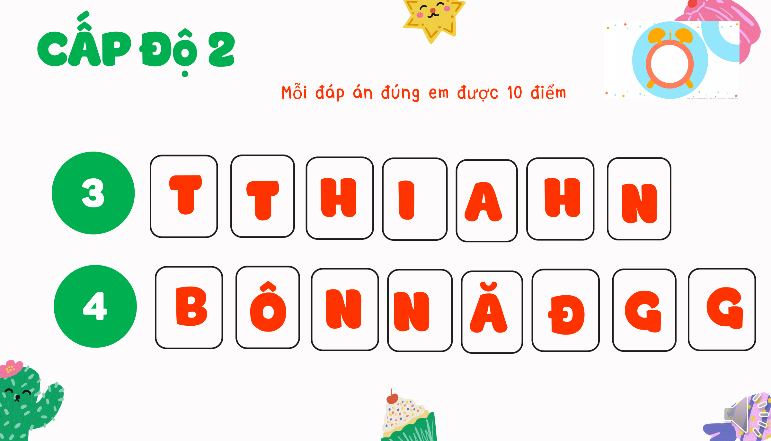 CẤP Độ 2
Mỗi đáp án đúng em được 10 điểm
3 T T H I A H N
4 B Ô N N Ă Đ G G